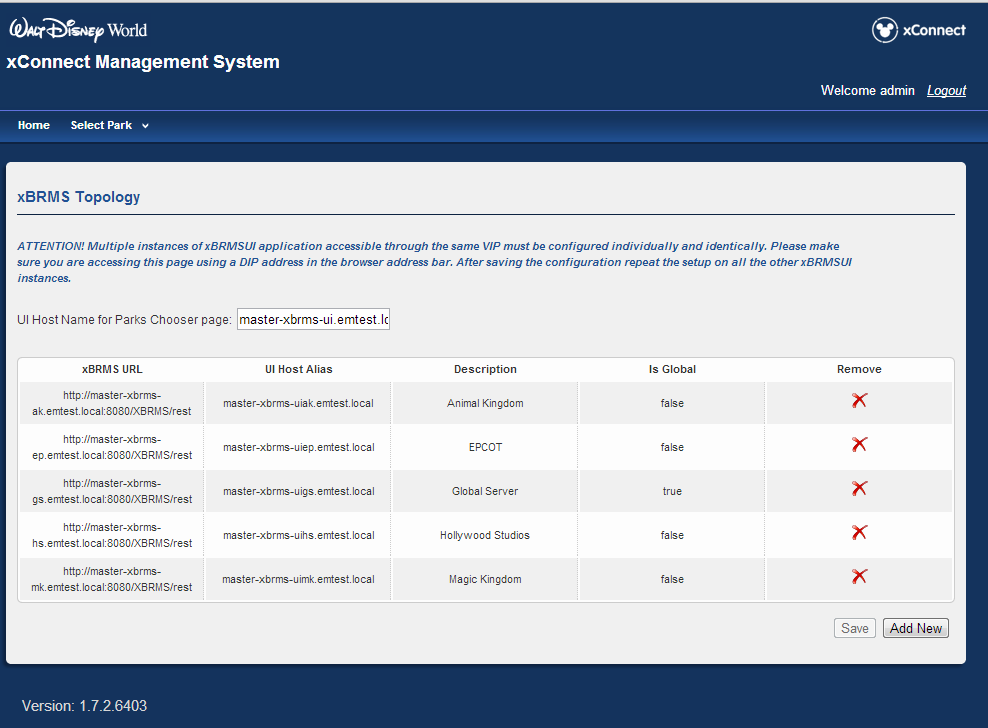 Walt Disney World
xConnect
xConnect Management System
Welcome admin Logout
Home Select Park
xBRMS Topology
ATTENTION! Multiple instances of xBRMSUI application accessible through the same VIP must be configured individually and identically. Please make
sure you are accessing this page using a DIP address in the browser address bar. After saving the configuration repeat the setup on all the other xBRMSUI
instances.
UI Host Name for Parks Chooser page: master-xbrms-ui.emtest.lo
xBRMS URL UI Host Alias Description Is Global Remove
http://master-xbrms-
ak.emtest.local:8080/XBRMS/rest master-xbrms-uiak.emtest.local Animal Kingdom false
http://master-xbrms-
ep.emtest.local:8080/XBRMS/rest master-xbrms-uiep.emtest.local EPCOT false
http://master-xbrms-
gs.emtest.local:8080/XBRMS/rest master-xbrms-uigs.emtest.local Global Server true
http://master-xbrms-
hs.emtest.local:8080/XBRMS/rest master-xbrms-uihs.emtest.local Hollywood Studios false
http://master-xbrms-
mk.emtest.local:8080/XBRMS/rest master-xbrms-uimk.emtest.local Magic Kingdom false
Save Add New
Version: 1.7.2.6403